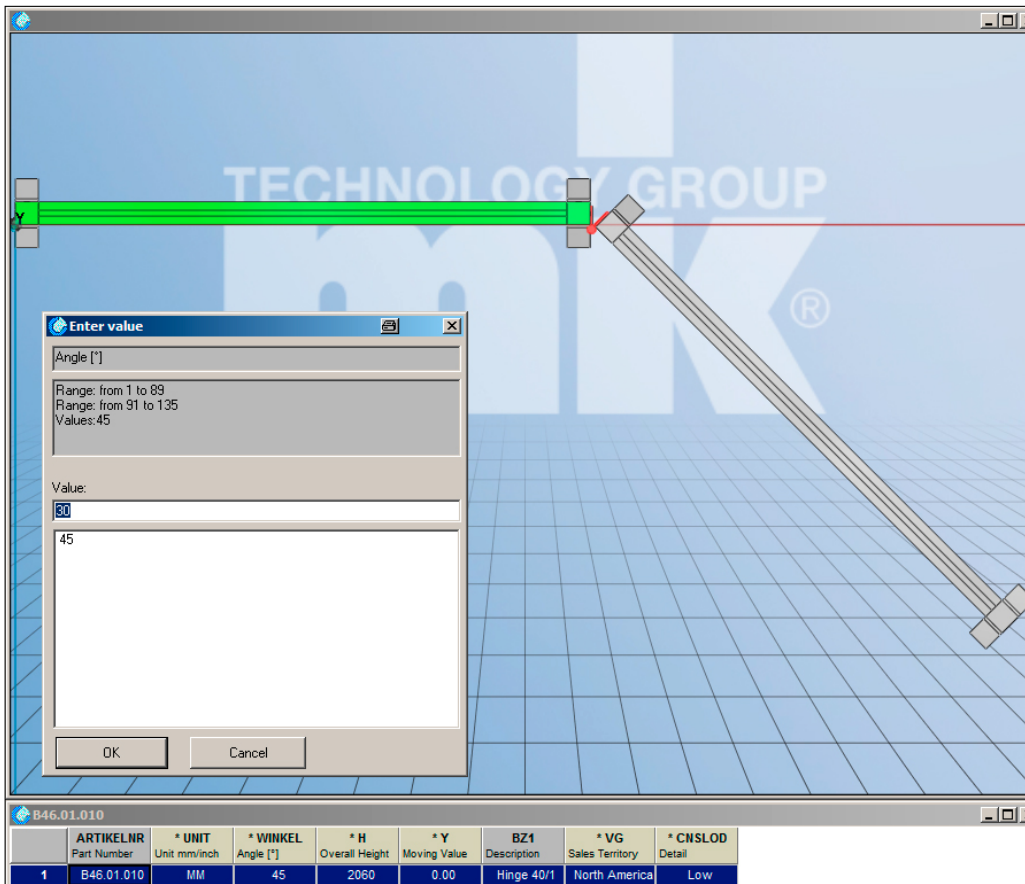 TECHNOLOGY GROUP
mk
®
Y
Enter value
Angle [°]
Range: from 1 to 89
Range: from 91 to 135
Values:45
Value:
30
45
OK
Cancel
B46.01.010
ARTIKELNR * UNIT * WINKEL * H * Y BZ1 * VG * CNSLOD
Part Number Unit mm/inch Angle [°] Overall Height Moving Value Description Sales Territory Detail
1 B46.01.010 MM 45 2060 0.00 Hinge 40/1 North America Low